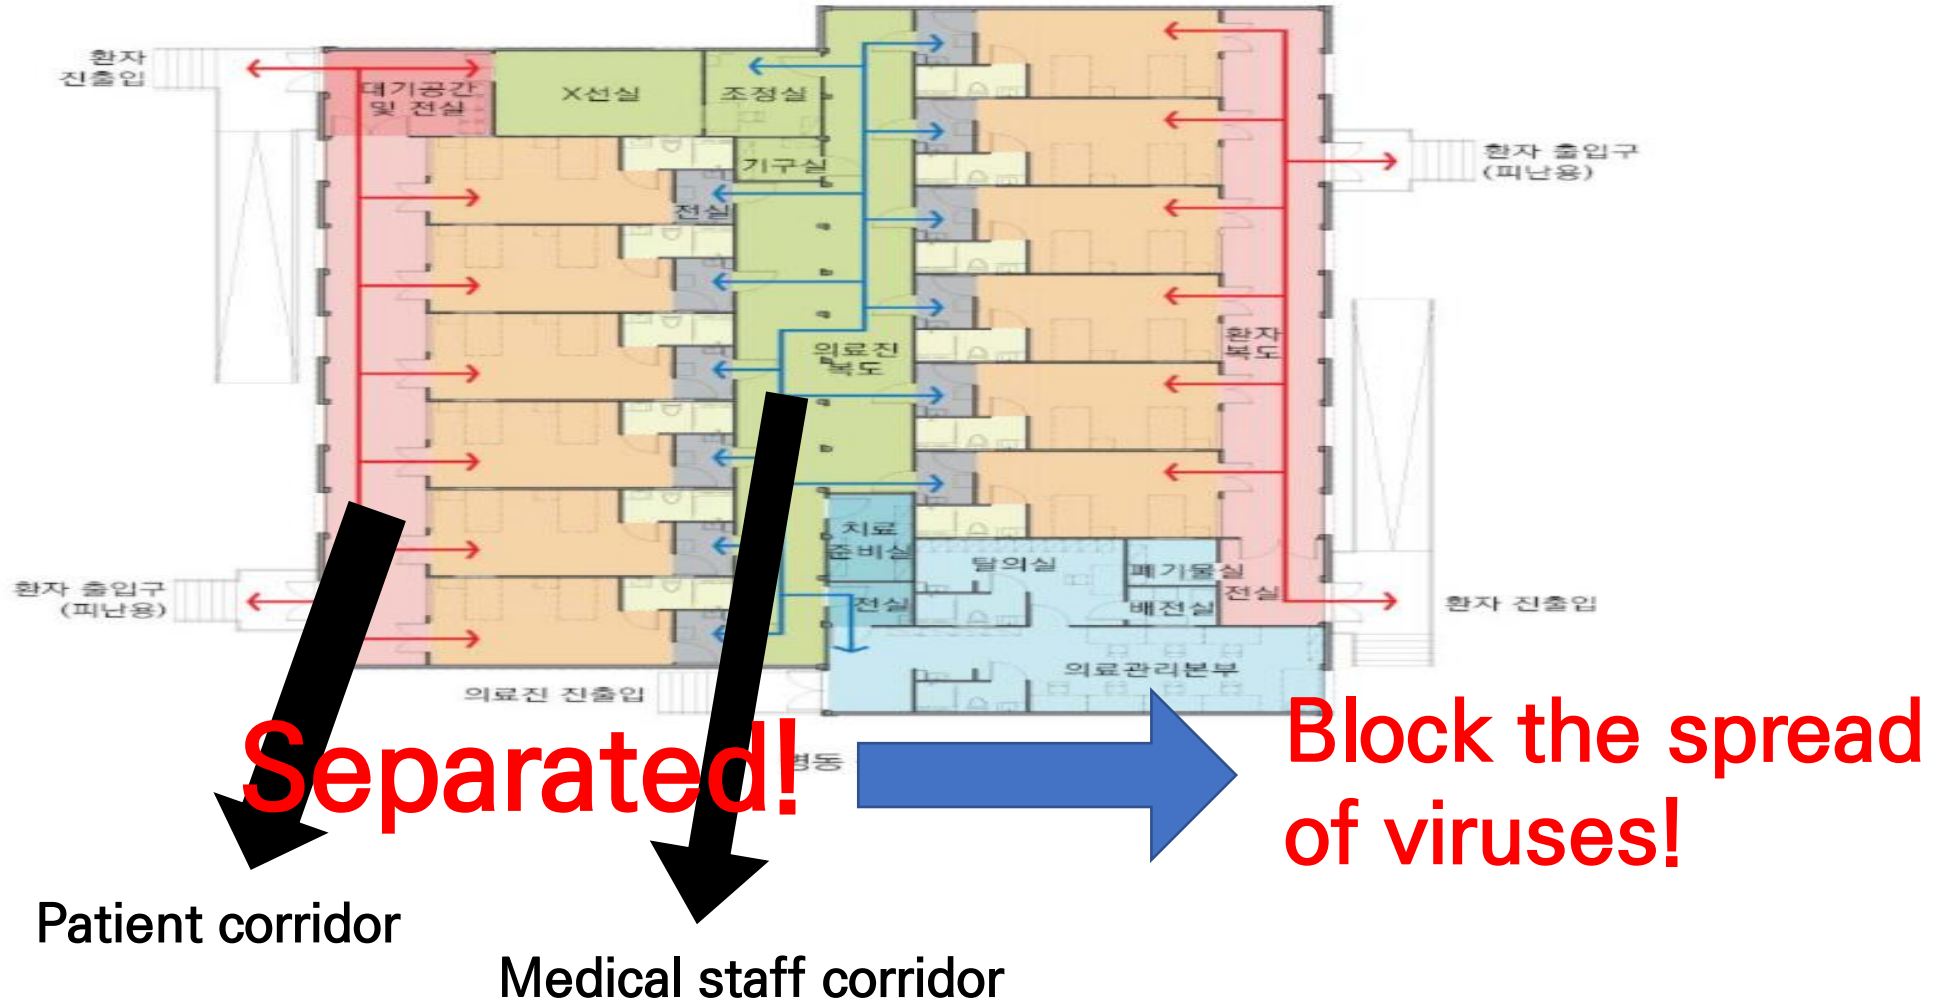 환자
진출입
대기공간
및 전실
X선실
조정실
기구실
전실
환자 출입구
(피난용)
의료진
복도
환자
복도
치료
준비실
탈의실
폐기물실
전실
배전실
전실
환자 출입구
(피난용)
환자 진출입
의료관리본부
의료진 진출입
병동
Separated!
Block the spread
of viruses!
Patient corridor
Medical staff corridor